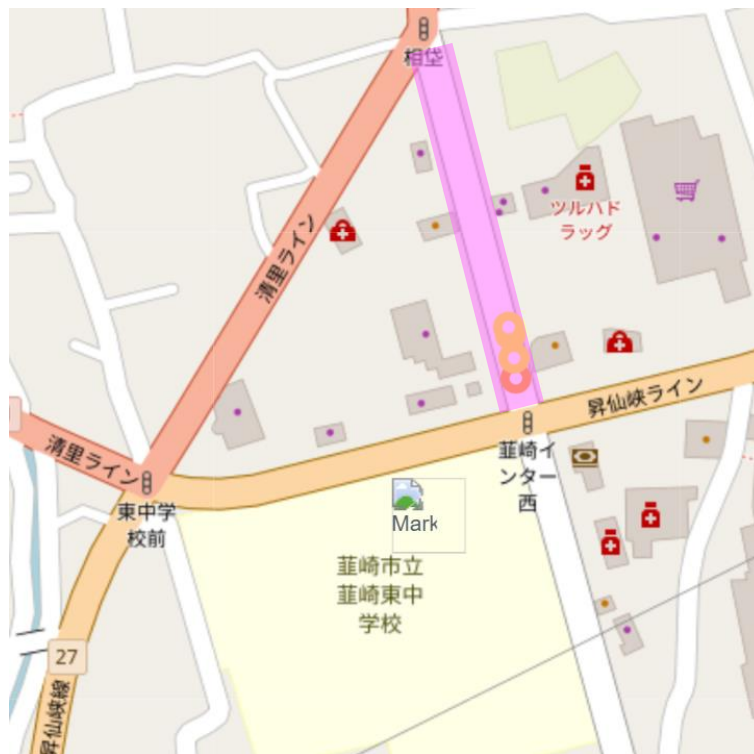 相垈
ツルハド
ラッグ
清里ライン
昇仙峡ライン
清里ライン
韮崎イ
ンター
西
東中学
校前
Mark
韮崎市立
韮崎東中
学校
27
昇仙峡線